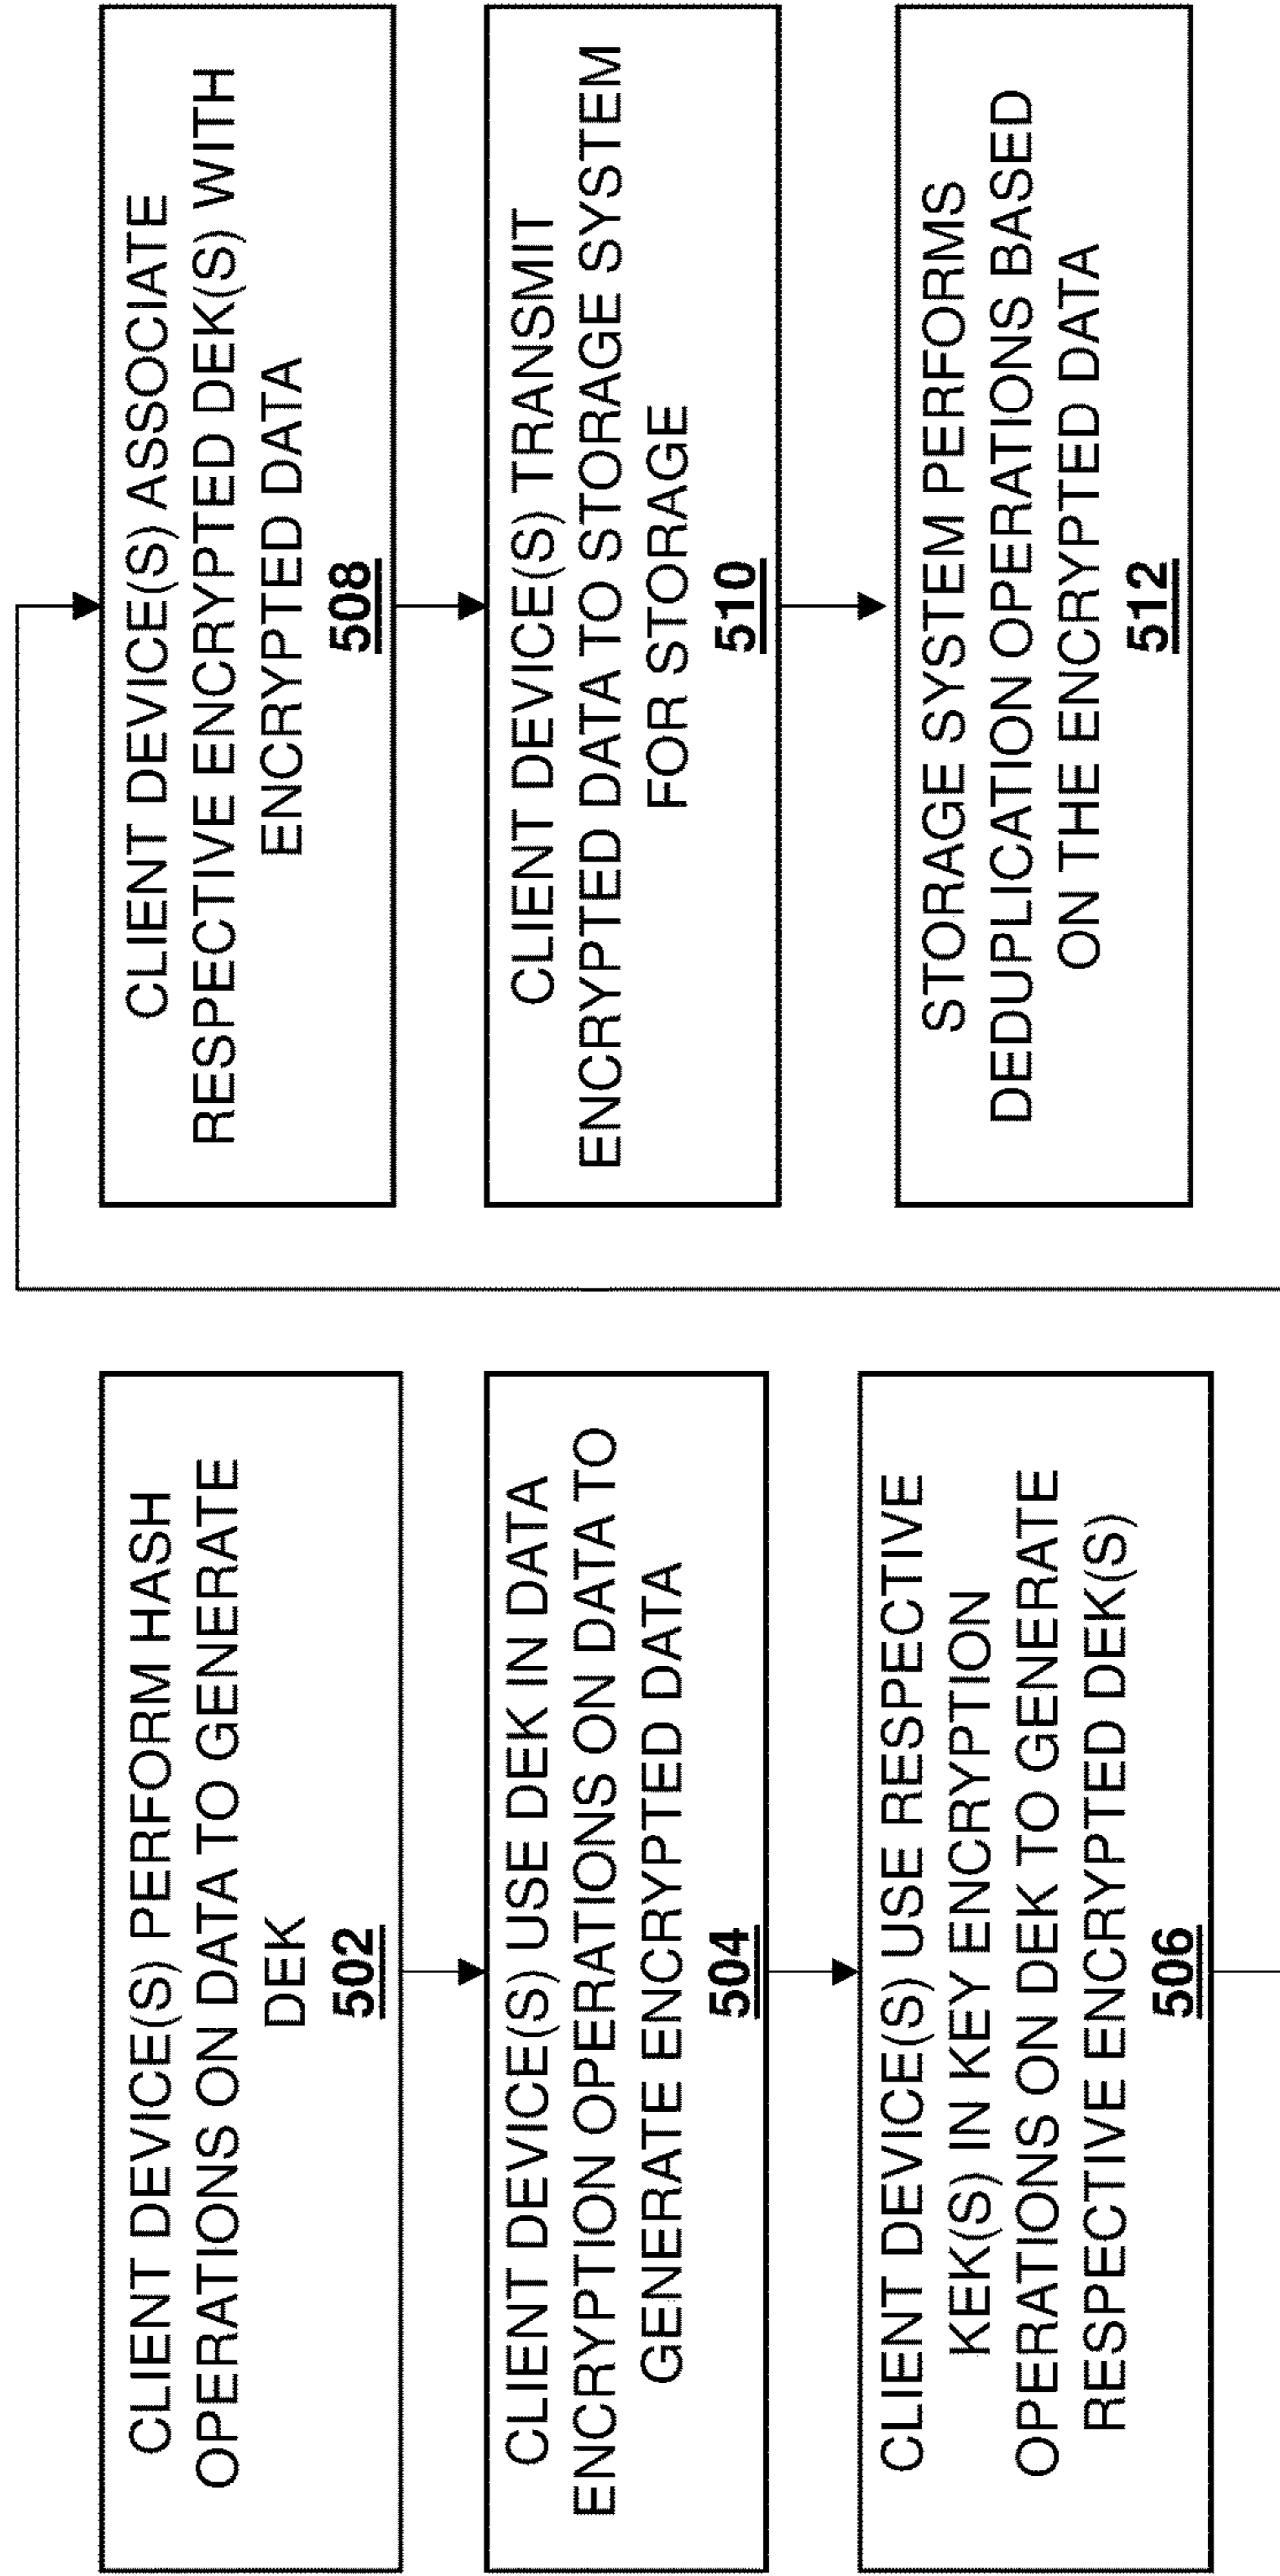 CLIENT DEVICE(S) PERFORM HASH
OPERATIONS ON DATA TO GENERATE
DEK
502
CLIENT DEVICE(S) USE DEK IN DATA
ENCRYPTION OPERATIONS ON DATA TO
GENERATE ENCRYPTED DATA
504
CLIENT DEVICE(S) USE RESPECTIVE
KEK(S) IN KEY ENCRYPTION
OPERATIONS ON DEK TO GENERATE
RESPECTIVE ENCRYPTED DEK(S)
506
CLIENT DEVICE(S) ASSOCIATE
RESPECTIVE ENCRYPTED DEK(S) WITH
ENCRYPTED DATA
508
CLIENT DEVICE(S) TRANSMIT
ENCRYPTED DATA TO STORAGE SYSTEM
FOR STORAGE
510
STORAGE SYSTEM PERFORMS
DEDUPLICATION OPERATIONS BASED
ON THE ENCRYPTED DATA
512